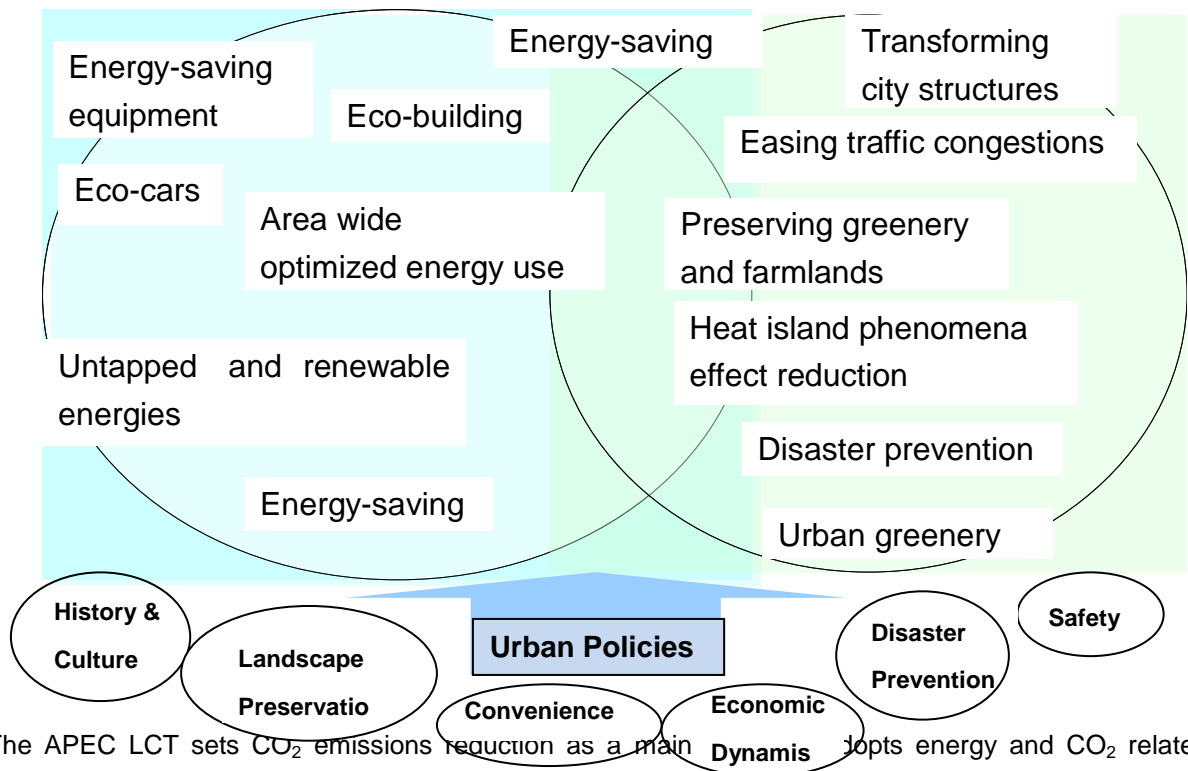 Energy-saving
Transforming
city structures
Energy-saving
equipment
Eco-building
Easing traffic congestions
Eco-cars
Area wide
optimized energy use
Preserving greenery
and farmlands
Heat island phenomena
effect reduction
Untapped and renewable
energies
Disaster prevention
Energy-saving
Urban greenery
History &
Culture
Landscape
Preservatio
Urban Policies
Convenience
Economic
Dynamis
Disaster
Prevention
Safety
The APEC LCT sets CO₂ emissions reduction as a main dopts energy and CO₂ relate